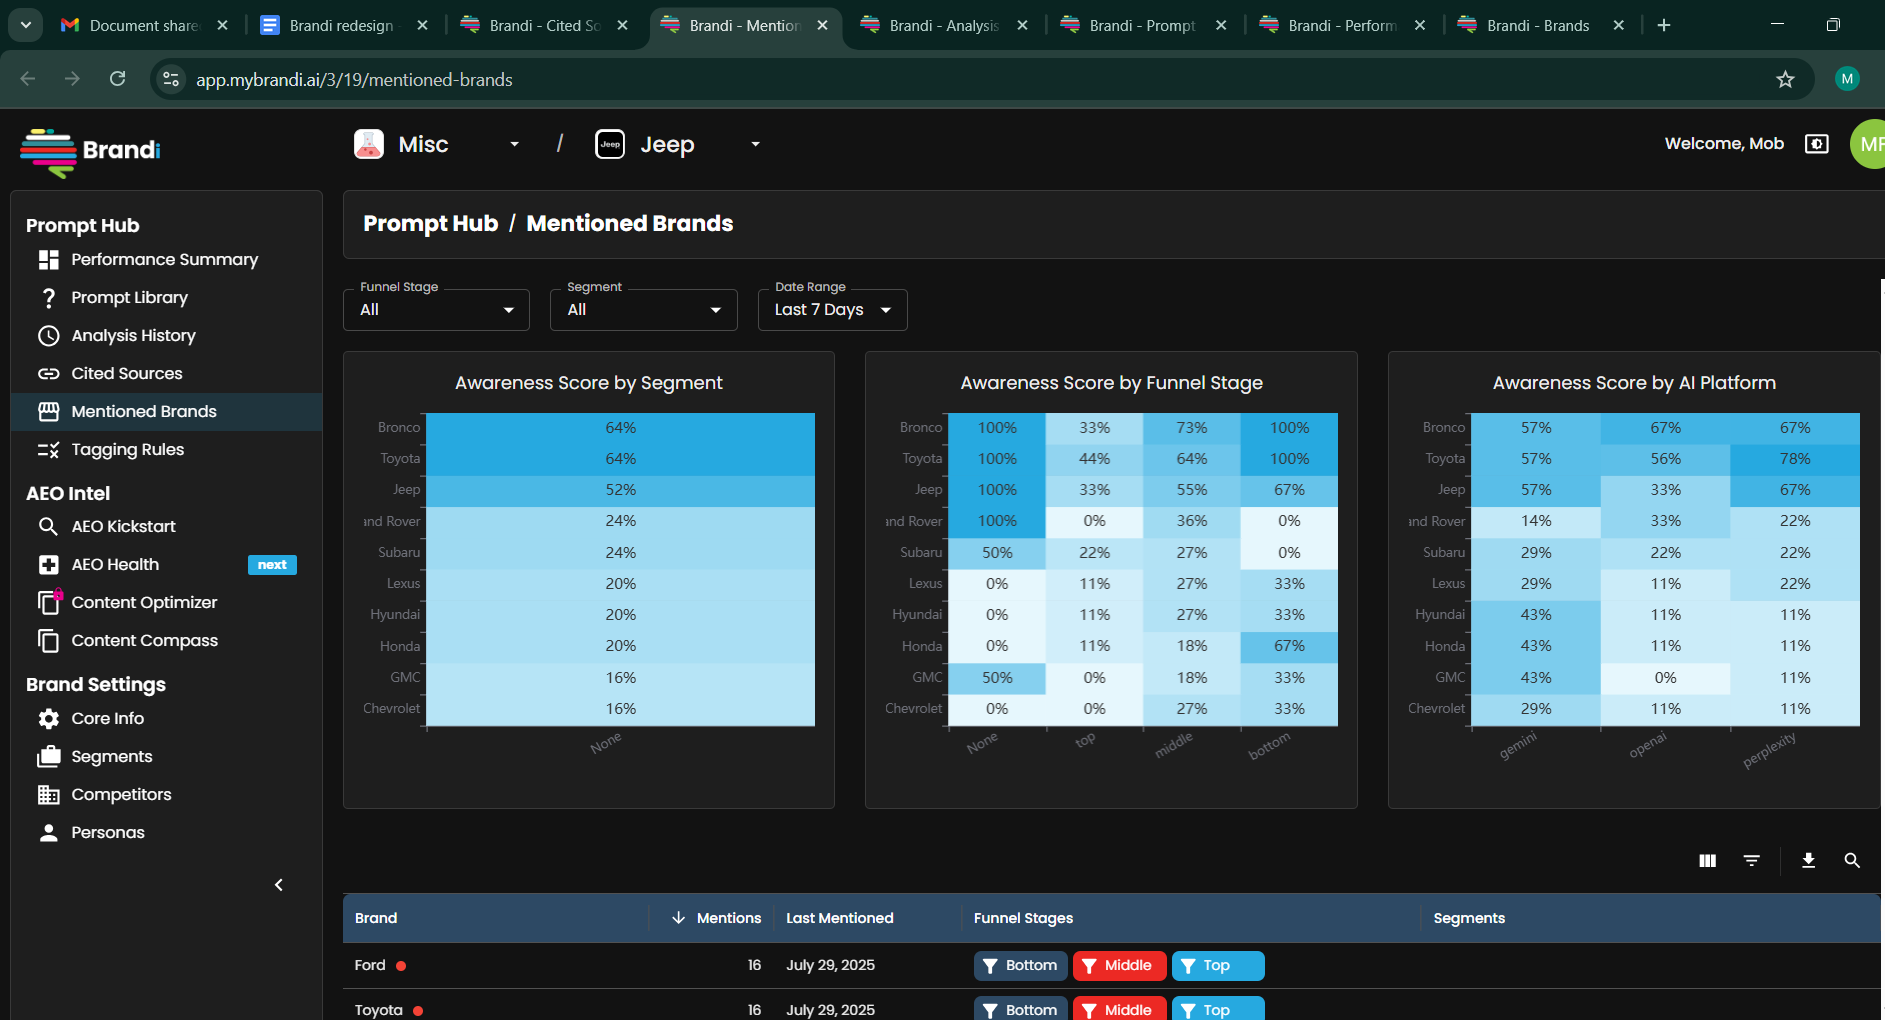 Document share
Brandi redesign
Brandi - Cited So
Brandi - Mention
Brandi - Analysis
Brandi - Prompt
Brandi - Perform
Brandi - Brands
app.mybrandi.ai/3/19/mentioned-brands
M
Brandi
Misc
/
Jeep
Jeep
Welcome, Mob
MF
Prompt Hub
Performance Summary
Prompt Library
Analysis History
Cited Sources
Mentioned Brands
Tagging Rules
AEO Intel
AEO Kickstart
AEO Health next
Content Optimizer
Content Compass
Brand Settings
Core Info
Segments
Competitors
Personas
Prompt Hub / Mentioned Brands
Funnel Stage
All
Segment
All
Date Range
Last 7 Days
Awareness Score by Segment
Bronco 64%
Toyota 64%
Jeep 52%
and Rover 24%
Subaru 24%
Lexus 20%
Hyundai 20%
Honda 20%
GMC 16%
Chevrolet 16%
None
Awareness Score by Funnel Stage
Bronco 100% 33% 73% 100%
Toyota 100% 44% 64% 100%
Jeep 100% 33% 55% 67%
and Rover 100% 0% 36% 0%
Subaru 50% 22% 27% 0%
Lexus 0% 11% 27% 33%
Hyundai 0% 11% 27% 33%
Honda 0% 11% 18% 67%
GMC 50% 0% 18% 33%
Chevrolet 0% 0% 27% 33%
None top middle bottom
Awareness Score by AI Platform
Bronco 57% 67% 67%
Toyota 57% 56% 78%
Jeep 57% 33% 67%
and Rover 14% 33% 22%
Subaru 29% 22% 22%
Lexus 29% 11% 22%
Hyundai 43% 11% 11%
Honda 43% 11% 11%
GMC 43% 0% 11%
Chevrolet 29% 11% 11%
gemini openai perplexity
Brand Mentions Last Mentioned Funnel Stages Segments
Ford 16 July 29, 2025 Bottom Middle Top
Toyota 16 July 29, 2025 Bottom Middle Top